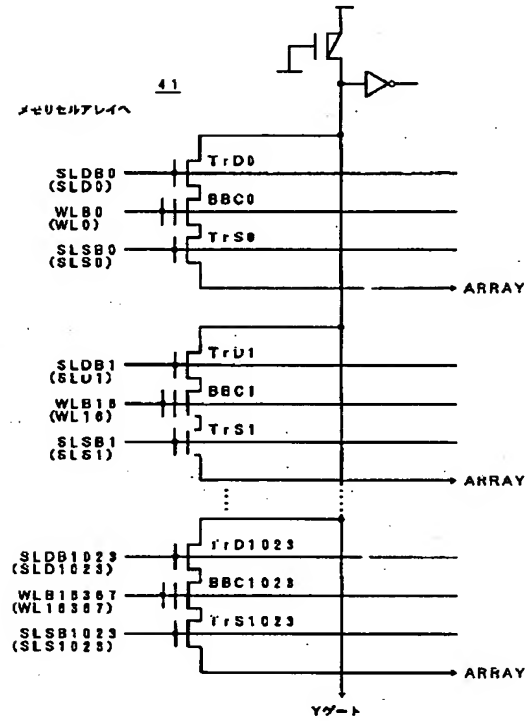 41
メモリセルアレイへ
TrD0
SLDB0
(SLD0)
BBC0
WLB0
(WL0)
TrS0
SLSB0
(SLS0)
ARRAY
TrD1
SLDB1
(SLD1)
BBC1
WLB16
(WL16)
TrS1
SLSB1
(SLS1)
ARRAY
TrD1023
SLDB1023
(SLD1023)
BBC1023
WLB16367
(WL16367)
TrS1023
SLSB1023
(SLS1023)
ARRAY
Yゲート